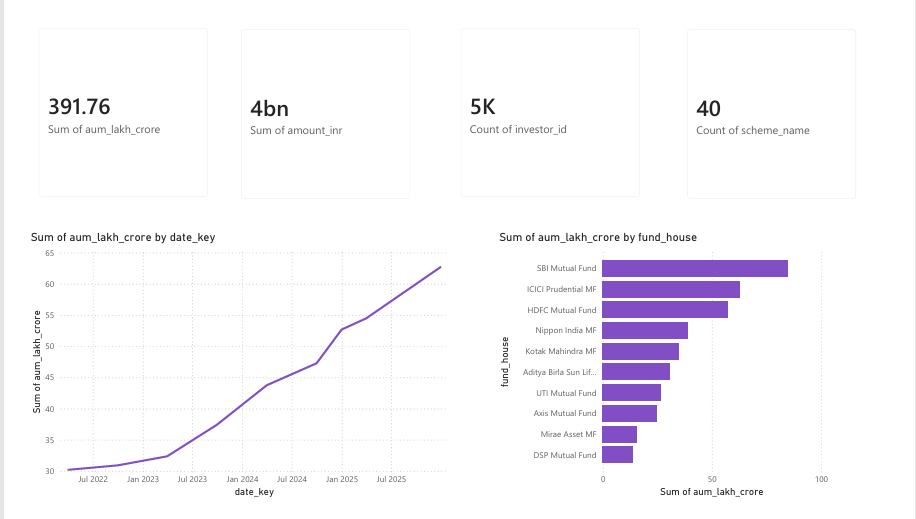 391.76
Sum of aum_lakh_crore
4bn
Sum of amount_inr
5K
Count of investor_id
40
Count of scheme_name
Sum of aum_lakh_crore by date_key
65
60
55
50
45
40
35
30
Sum of aum_lakh_crore
Jul 2022
Jan 2023
Jul 2023
Jan 2024
Jul 2024
Jan 2025
Jul 2025
date_key
Sum of aum_lakh_crore by fund_house
fund_house
SBI Mutual Fund
ICICI Prudential MF
HDFC Mutual Fund
Nippon India MF
Kotak Mahindra MF
Aditya Birla Sun Lif...
UTI Mutual Fund
Axis Mutual Fund
Mirae Asset MF
DSP Mutual Fund
0
50
100
Sum of aum_lakh_crore